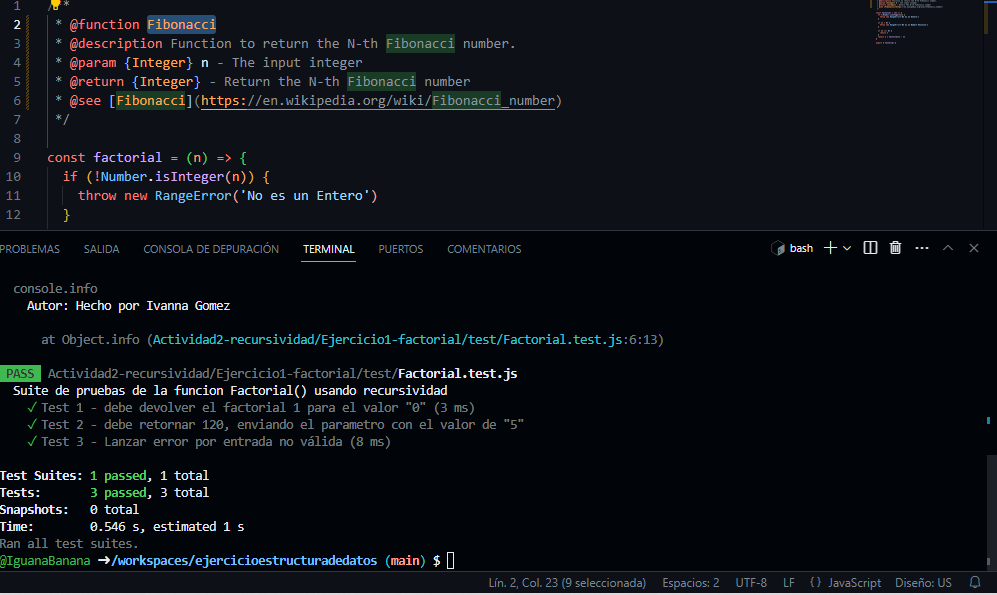 1 /**
2 * @function Fibonacci
3 * @description Function to return the N-th Fibonacci number.
4 * @param {Integer} n - The input integer
5 * @return {Integer} - Return the N-th Fibonacci number
6 * @see [Fibonacci](https://en.wikipedia.org/wiki/Fibonacci_number)
7 */
8
9 const factorial = (n) => {
10 if (!Number.isInteger(n)) {
11 throw new RangeError('No es un Entero')
12 }
PROBLEMAS SALIDA CONSOLA DE DEPURACIÓN TERMINAL PUERTOS COMENTARIOS bash
console.info
Autor: Hecho por Ivanna Gomez
at Object.info (Actividad2-recursividad/Ejercicio1-factorial/test/Factorial.test.js:6:13)
PASS Actividad2-recursividad/Ejercicio1-factorial/test/Factorial.test.js
Suite de pruebas de la funcion Factorial() usando recursividad
✓ Test 1 - debe devolver el factorial 1 para el valor "0" (3 ms)
✓ Test 2 - debe retornar 120, enviando el parametro con el valor de "5"
✓ Test 3 - Lanzar error por entrada no válida (8 ms)
Test Suites: 1 passed, 1 total
Tests: 3 passed, 3 total
Snapshots: 0 total
Time: 0.546 s, estimated 1 s
Ran all test suites.
@IguanaBanana ➜/workspaces/ejercicioestructuradedatos (main) $
Lín. 2, Col. 23 (9 seleccionada) Espacios: 2 UTF-8 LF {} JavaScript Diseño: US